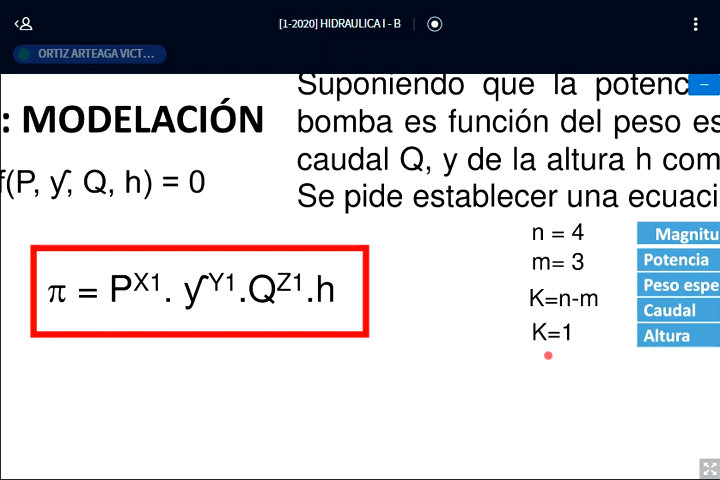 [1-2020] HIDRAULICA I - B
ORTIZ ARTEAGA VICT...
: MODELACIÓN
Suponiendo que la potenc
bomba es función del peso es
caudal Q, y de la altura h com
Se pide establecer una ecuaci
f(P, ƴ, Q, h) = 0
π = P^X1. ƴ^Y1.Q^Z1.h
n = 4
m= 3
K=n-m
K=1
Magnitu
Potencia
Peso espe
Caudal
Altura